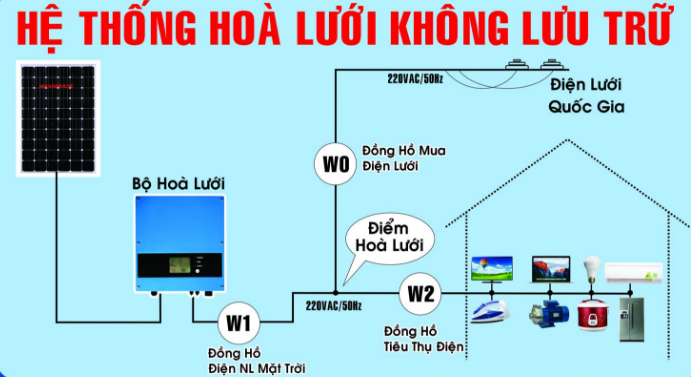 HỆ THỐNG HOÀ LƯỚI KHÔNG LƯU TRỮ
220VAC/50Hz
Điện Lưới
Quốc Gia
W0
Đồng Hồ Mua
Điện Lưới
Bộ Hoà Lưới
Điểm
Hoà Lưới
220VAC/50Hz
W1
W2
Đồng Hồ
Tiêu Thụ Điện
Đồng Hồ
Điện NL Mặt Trời